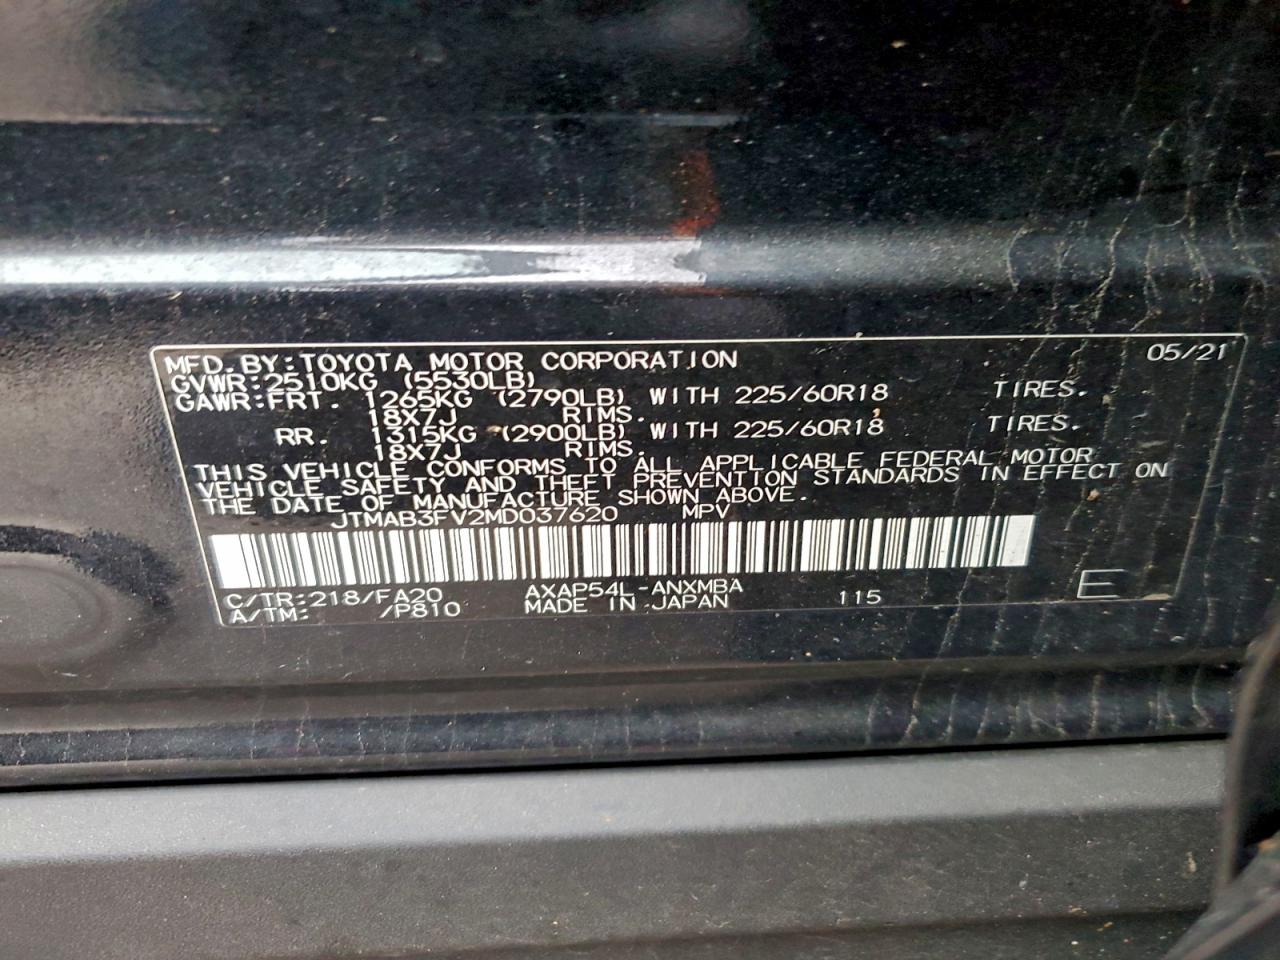 MFD.BY:TOYOTA MOTOR CORPORATION 05/21
GVWR:2510KG (5530LB)
GAWR:FRT. 1265KG (2790LB) WITH 225/60R18 TIRES.
18X7J RIMS,
RR. 1315KG (2900LB) WITH 225/60R18 TIRES.
18X7J RIMS.
THIS VEHICLE CONFORMS TO ALL APPLICABLE FEDERAL MOTOR
VEHICLE SAFETY AND THEFT PREVENTION STANDARDS IN EFFECT ON
THE DATE OF MANUFACTURE SHOWN ABOVE.
JTMAB3FV2MD037620 MPV
C/TR:218/FA20 AXAP54L-ANXMBA 115 E
A/TM: /P810 MADE IN JAPAN